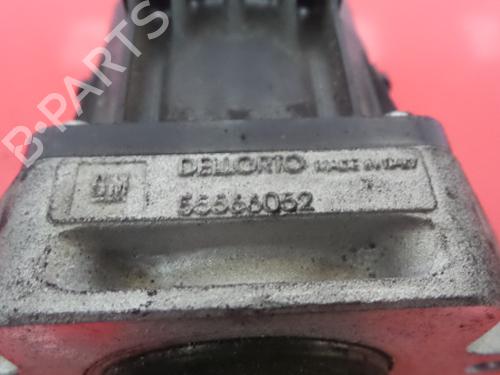 B-Parts
GM
DELLORTO MADE IN ITALY
55566052